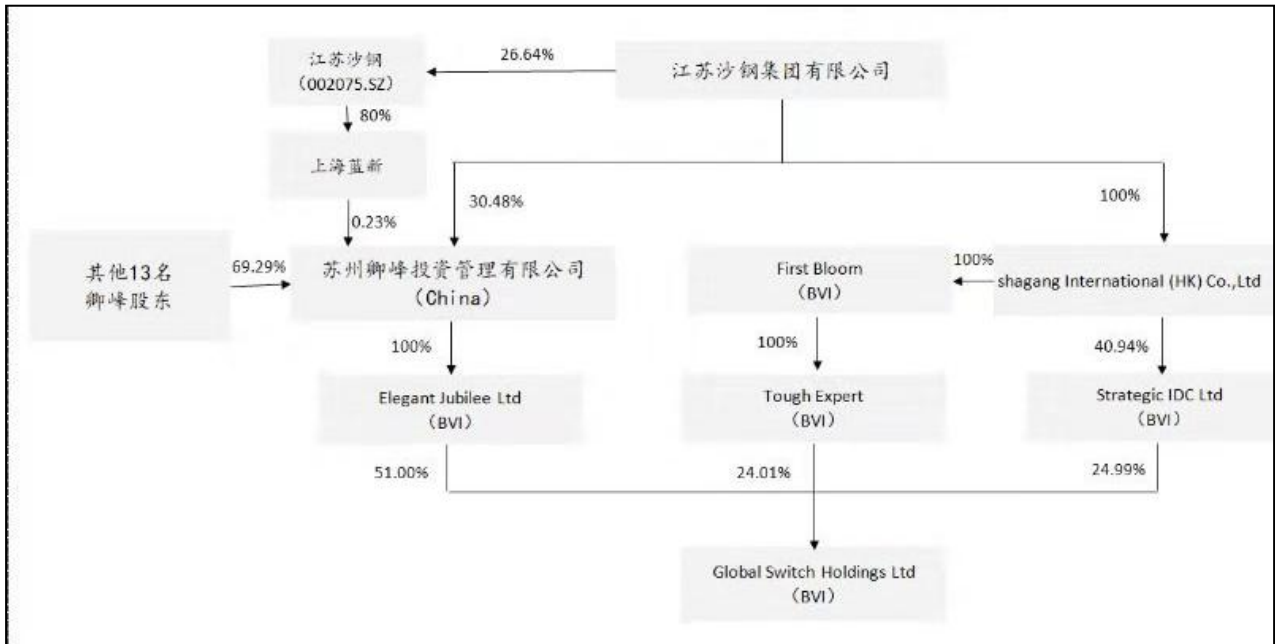 江苏沙钢
（002075.SZ）
26.64%
江苏沙钢集团有限公司
80%
上海蓝新
0.23%
30.48%
100%
其他13名
卿峰股东
69.29%
苏州卿峰投资管理有限公司
（China）
First Bloom
（BVI）
100%
shagang International (HK) Co.,Ltd
100%
100%
40.94%
Elegant Jubilee Ltd
（BVI）
Tough Expert
（BVI）
Strategic IDC Ltd
（BVI）
51.00%
24.01%
24.99%
Global Switch Holdings Ltd
（BVI）